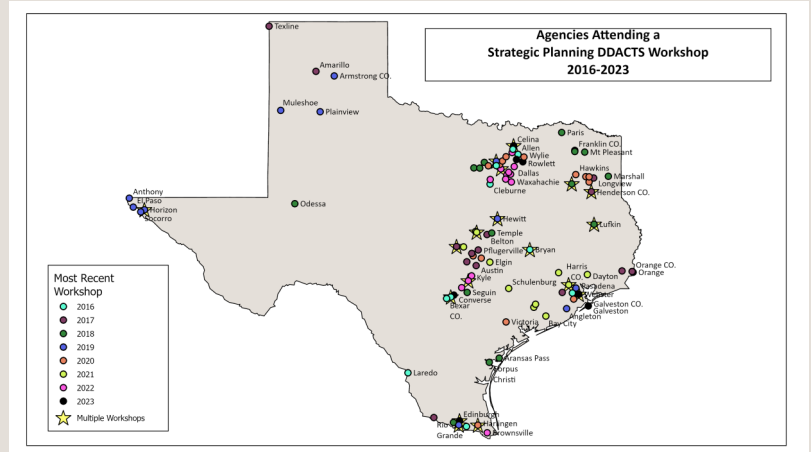 Agencies Attending a
Strategic Planning DDACTS Workshop
2016-2023
Texline
Amarillo
Armstrong CO.
Muleshoe
Plainview
Paris
Celina
Allen
Wylie
Rowlett
Franklin CO.
Mt Pleasant
Dallas
Waxahachie
Cleburne
Hawkins
Marshall
Longview
Henderson CO.
Anthony
El Paso
Horizon
Socorro
Odessa
Hewitt
Lufkin
Temple
Belton
Bryan
Pflugerville
Elgin
Austin
Kyle
Schulenburg
Harris
CO.
Dayton
Orange CO.
Orange
Pasadena
Webster
Seguin
Converse
Bexar
CO.
Galveston CO.
Galveston
Angleton
Bay City
Victoria
Aransas Pass
Corpus
Christi
Laredo
Edinburgh
Rio
Grande
Harlingen
Brownsville
Most Recent
Workshop
2016
2017
2018
2019
2020
2021
2022
2023
Multiple Workshops